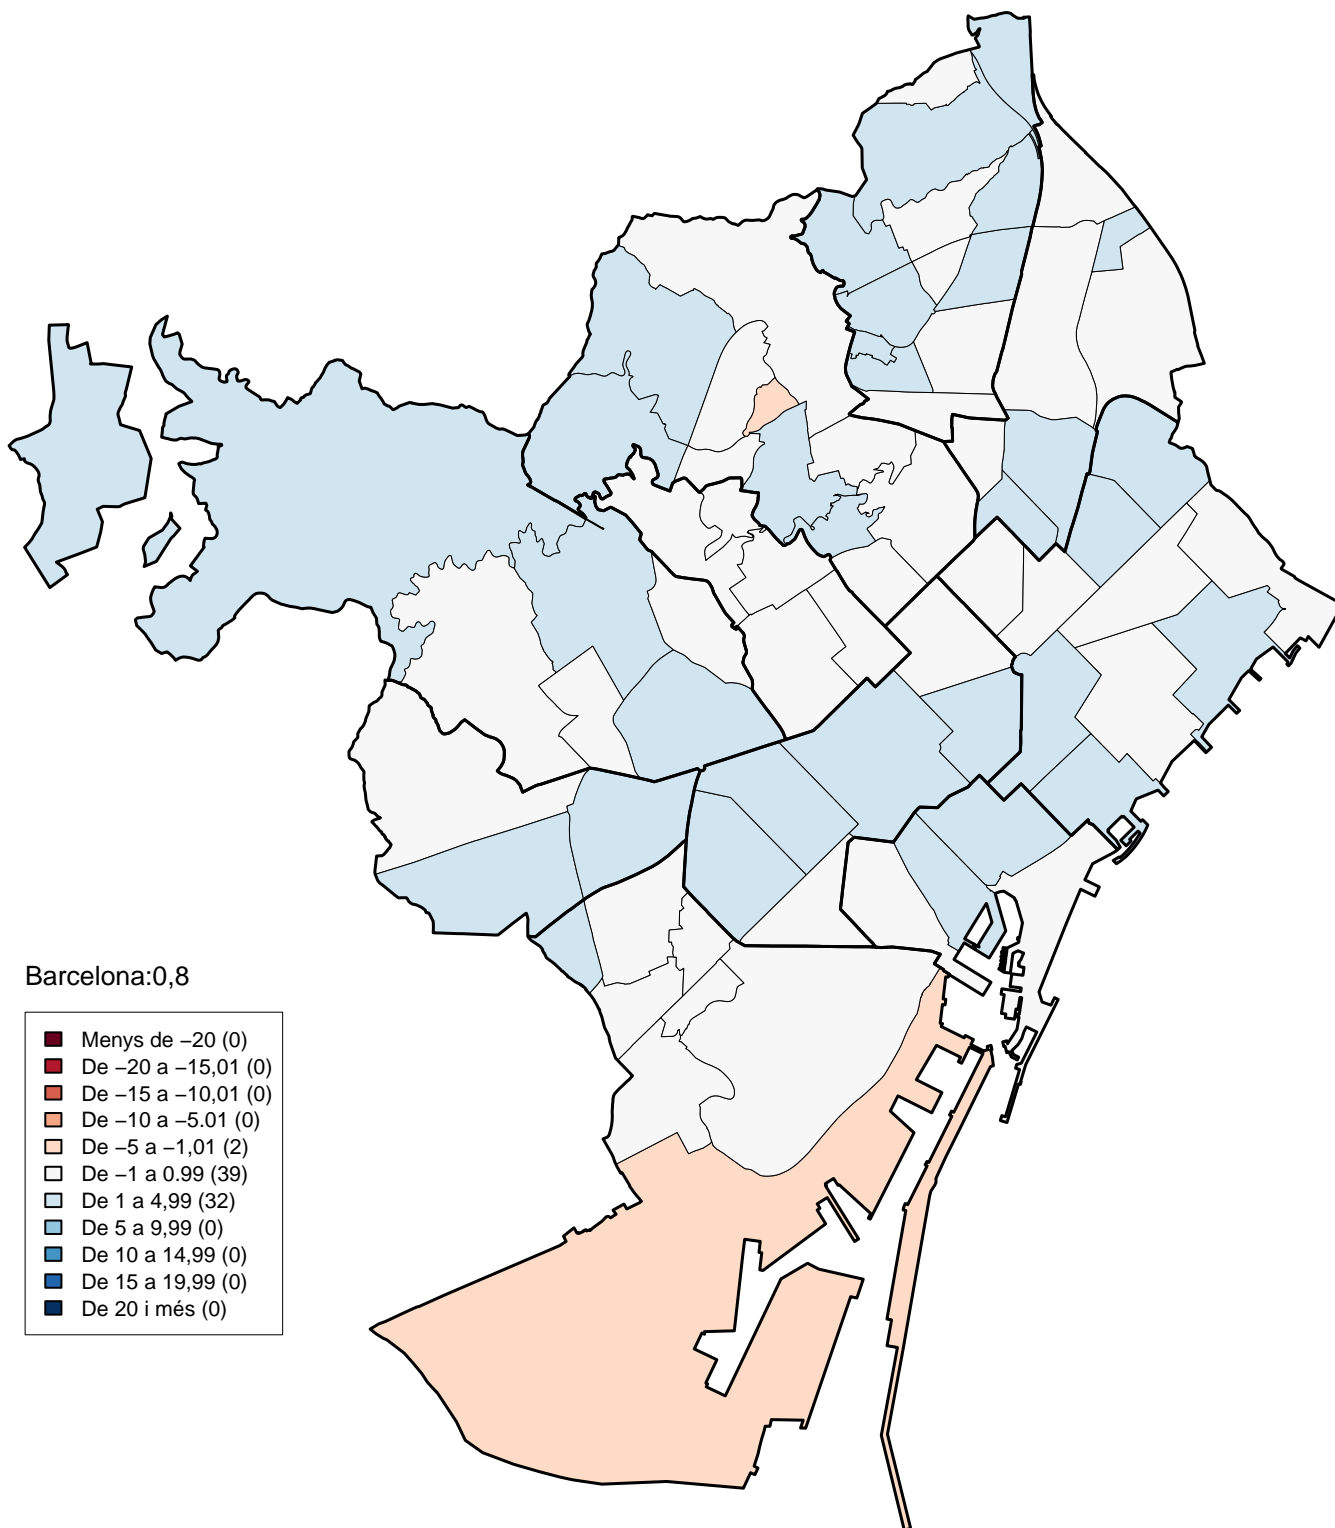 Barcelona:0,8
Menys de −20 (0)
De −20 a −15,01 (0)
De −15 a −10,01 (0)
De −10 a −5.01 (0)
De −5 a −1,01 (2)
De −1 a 0.99 (39)
De 1 a 4,99 (32)
De 5 a 9,99 (0)
De 10 a 14,99 (0)
De 15 a 19,99 (0)
De 20 i més (0)